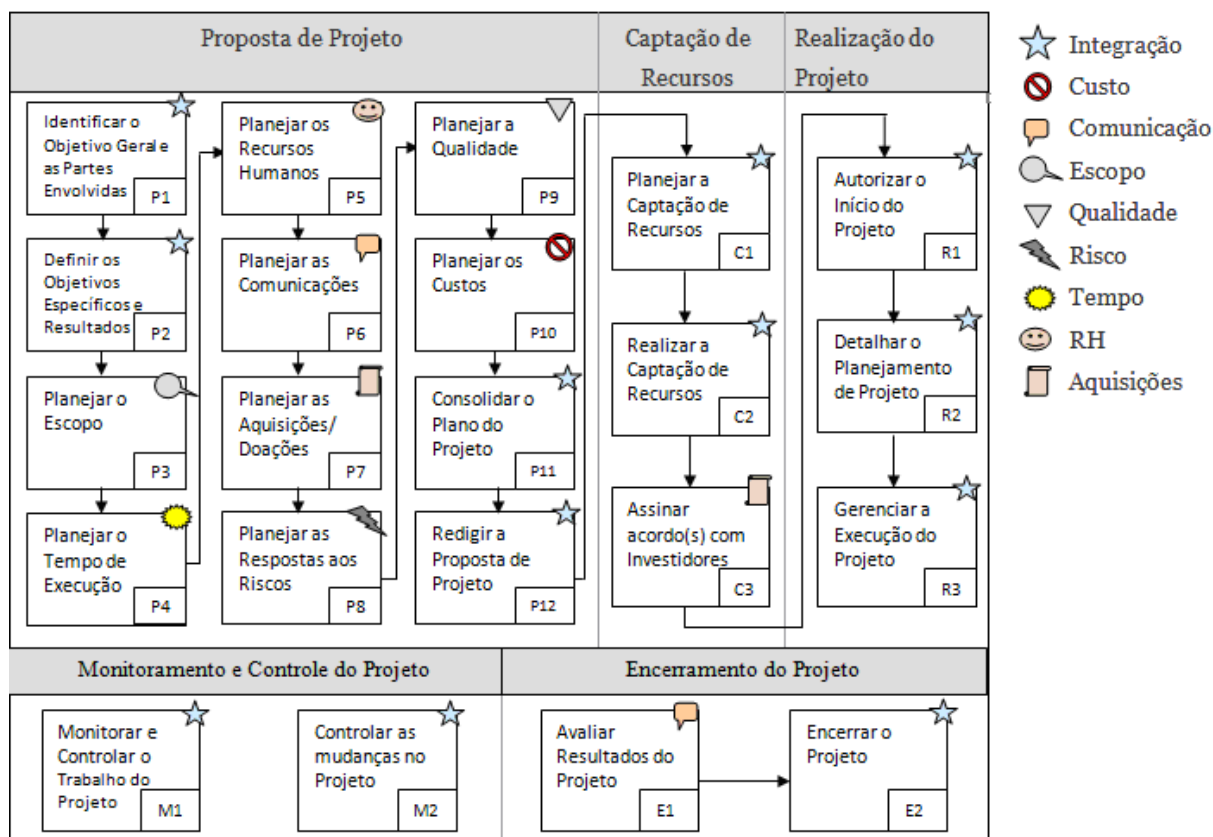 Proposta de Projeto
Captação de
Recursos
Realização do
Projeto
Identificar o
Objetivo Geral e
as Partes
Envolvidas
P1
Definir os
Objetivos
Específicos e
Resultados
P2
Planejar o
Escopo
P3
Planejar o
Tempo de
Execução
P4
Planejar os
Recursos
Humanos
P5
Planejar as
Comunicações
P6
Planejar as
Aquisições/
Doações
P7
Planejar as
Respostas aos
Riscos
P8
Planejar a
Qualidade
P9
Planejar os
Custos
P10
Consolidar o
Plano do
Projeto
P11
Redigir a
Proposta de
Projeto
P12
Planejar a
Captação de
Recursos
C1
Realizar a
Captação de
Recursos
C2
Assinar
acordo(s) com
Investidores
C3
Autorizar o
Início do
Projeto
R1
Detalhar o
Planejamento
de Projeto
R2
Gerenciar a
Execução do
Projeto
R3
Integração
Custo
Comunicação
Escopo
Qualidade
Risco
Tempo
RH
Aquisições
Monitoramento e Controle do Projeto
Encerramento do Projeto
Monitorar e
Controlar o
Trabalho do
Projeto
M1
Controlar as
mudanças no
Projeto
M2
Avaliar
Resultados do
Projeto
E1
Encerrar o
Projeto
E2